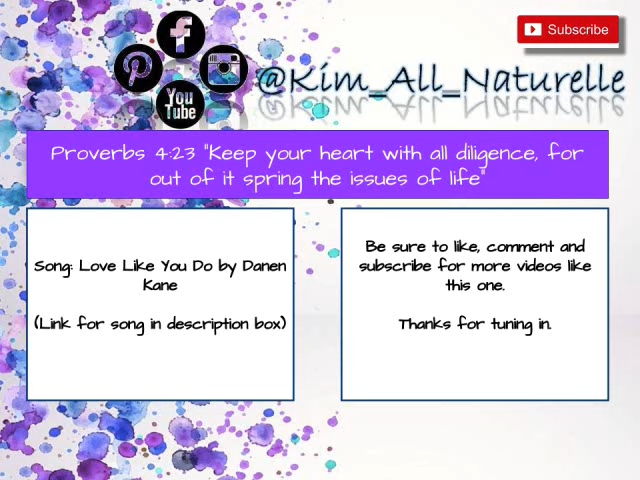 Subscribe
@Kim_All_Naturelle
You
Tube
Proverbs 4:23 "Keep your heart with all diligence, for
out of it spring the issues of life"
Song: Love Like You Do by Danen
Kane
(Link for song in description box)
Be sure to like, comment and
subscribe for more videos like
this one.
Thanks for tuning in.